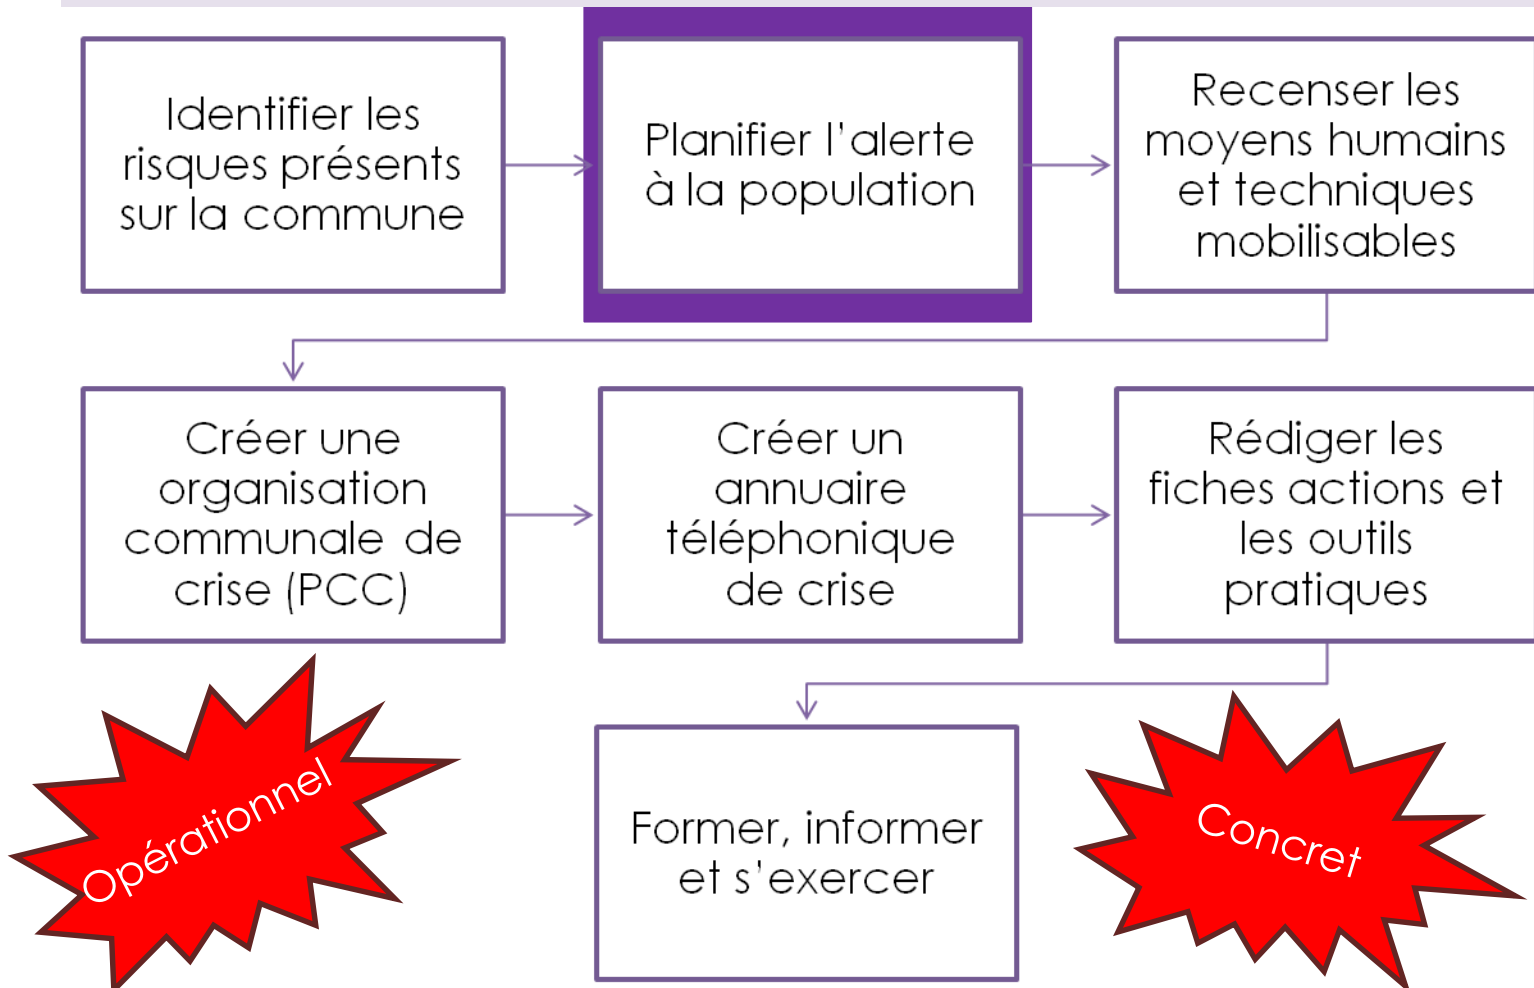 Identifier les
risques présents
sur la commune
Planifier l'alerte
à la population
Recenser les
moyens humains
et techniques
mobilisables
Créer une
organisation
communale de
crise (PCC)
Créer un
annuaire
téléphonique
de crise
Rédiger les
fiches actions et
les outils
pratiques
Opérationnel
Former, informer
et s'exercer
Concret